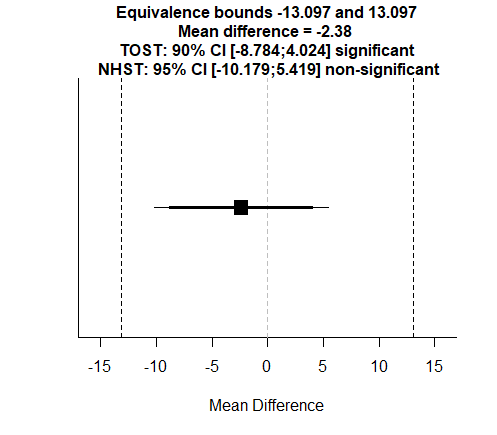 Equivalence bounds -13.097 and 13.097
Mean difference = -2.38
TOST: 90% CI [-8.784;4.024] significant
NHST: 95% CI [-10.179;5.419] non-significant
-15 -10 -5 0 5 10 15
Mean Difference